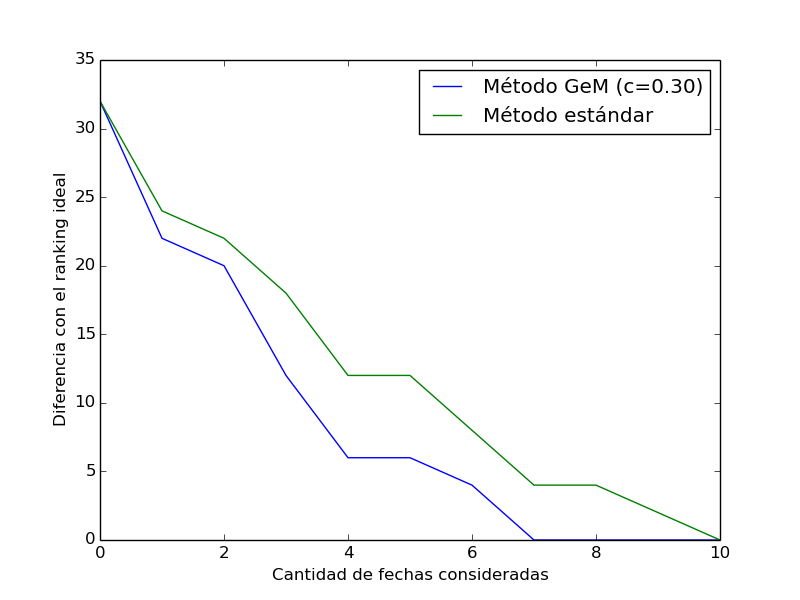 35
30
25
20
15
10
5
0
Diferencia con el ranking ideal
Método GeM (c=0.30)
Método estándar
0 2 4 6 8 10
Cantidad de fechas consideradas